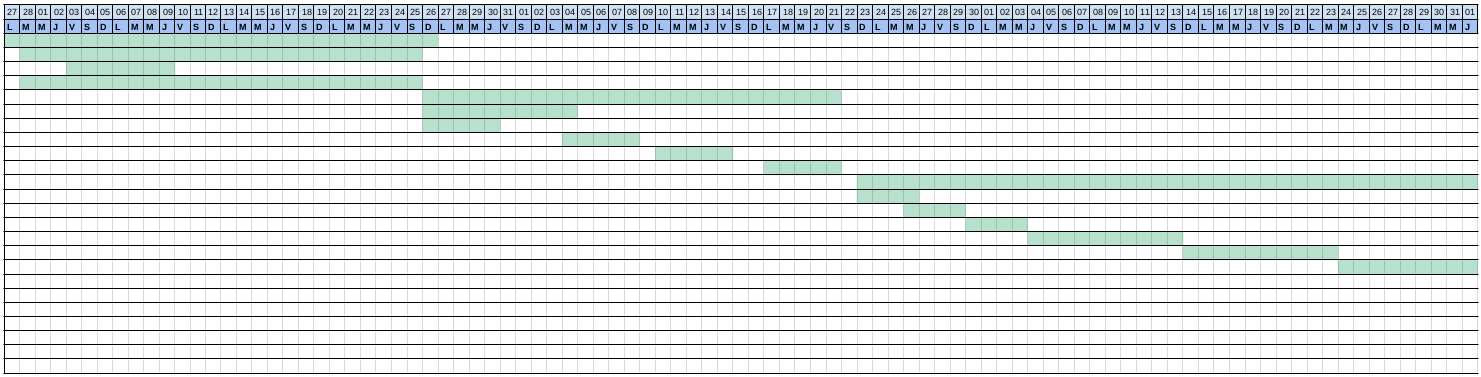 27 28 01 02 03 04 05 06 07 08 09 10 11 12 13 14 15 16 17 18 19 20 21 22 23 24 25 26 27 28 29 30 31 01 02 03 04 05 06 07 08 09 10 11 12 13 14 15 16 17 18 19 20 21 22 23 24 25 26 27 28 29 30 01 02 03 04 05 06 07 08 09 10 11 12 13 14 15 16 17 18 19 20 21 22 23 24 25 26 27 28 29 30 31 01
L M M J V S D L M M J V S D L M M J V S D L M M J V S D L M M J V S D L M M J V S D L M M J V S D L M M J V S D L M M J V S D L M M J V S D L M M J V S D L M M J V S D L M M J V S D L M M J